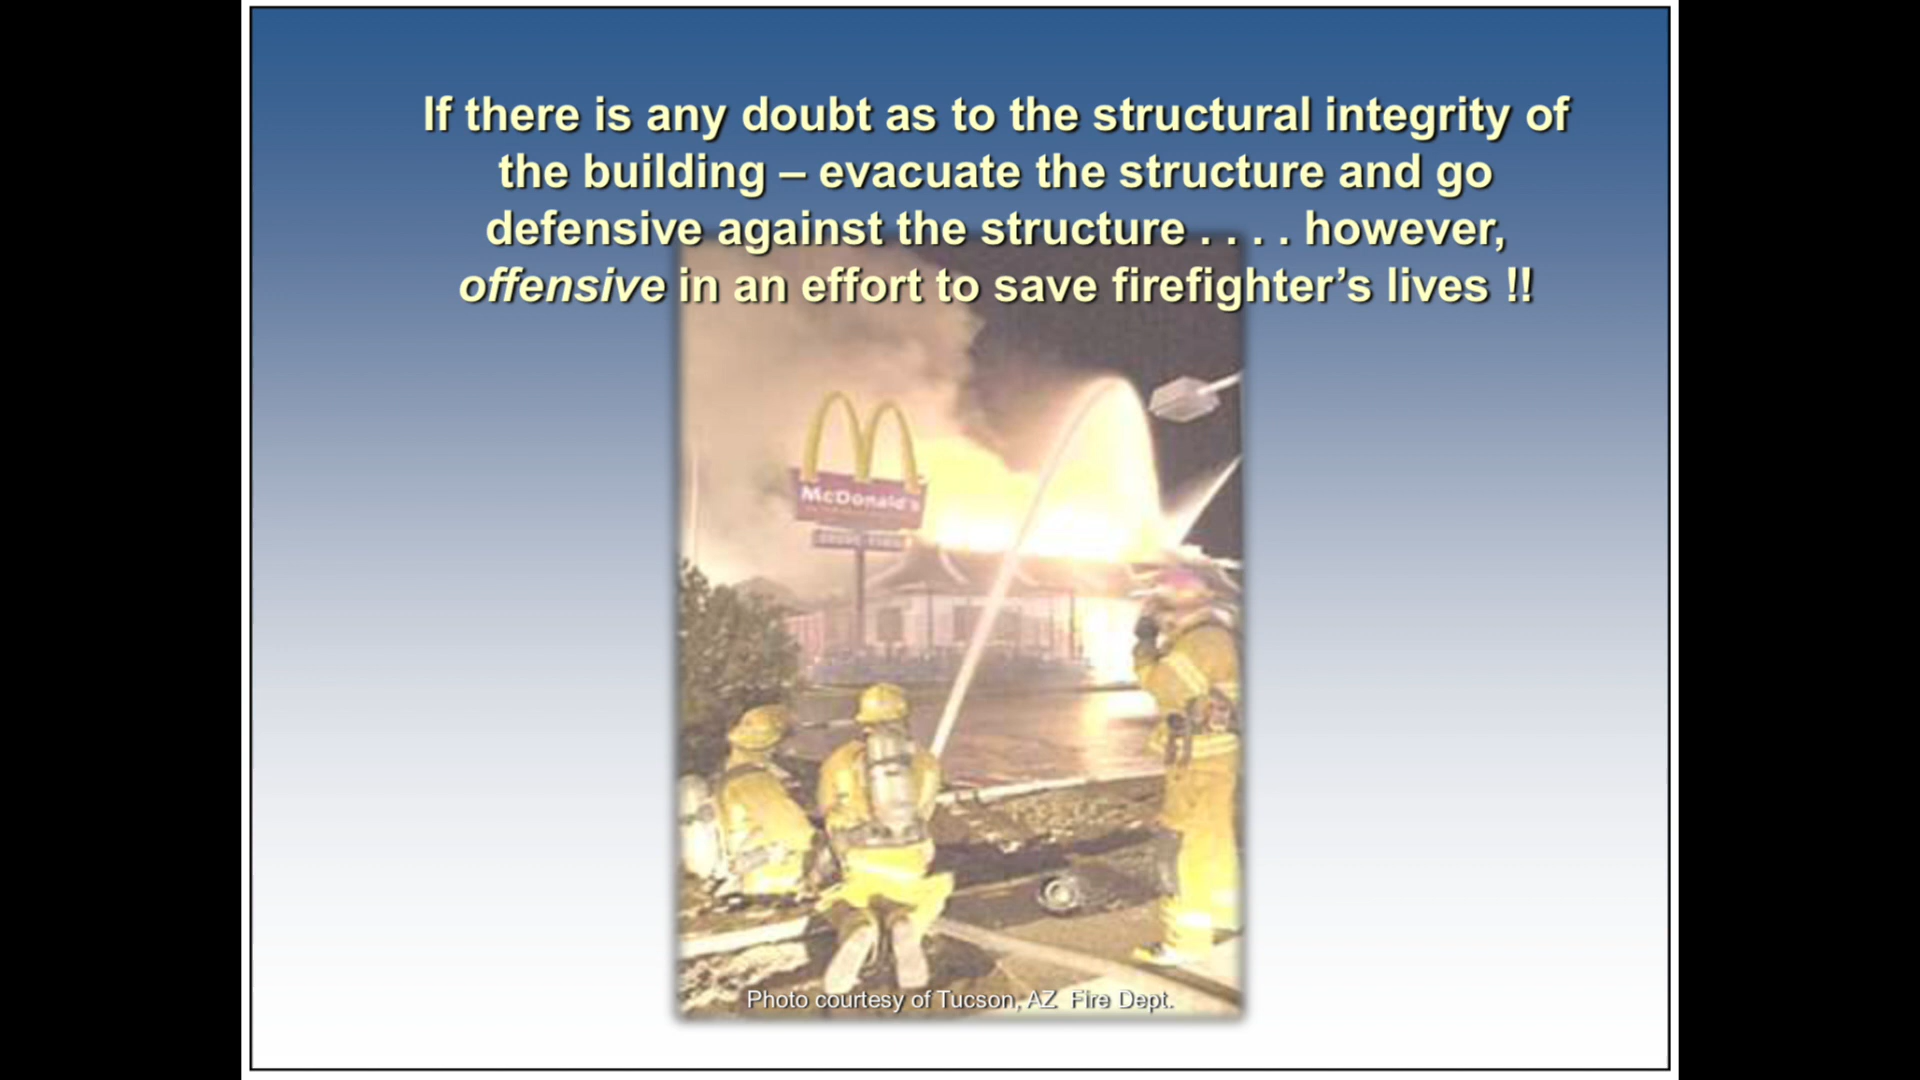 If there is any doubt as to the structural integrity of
the building – evacuate the structure and go
defensive against the structure . . . . however,
offensive in an effort to save firefighter’s lives !!
McDonald's
Photo courtesy of Tucson, AZ Fire Dept.